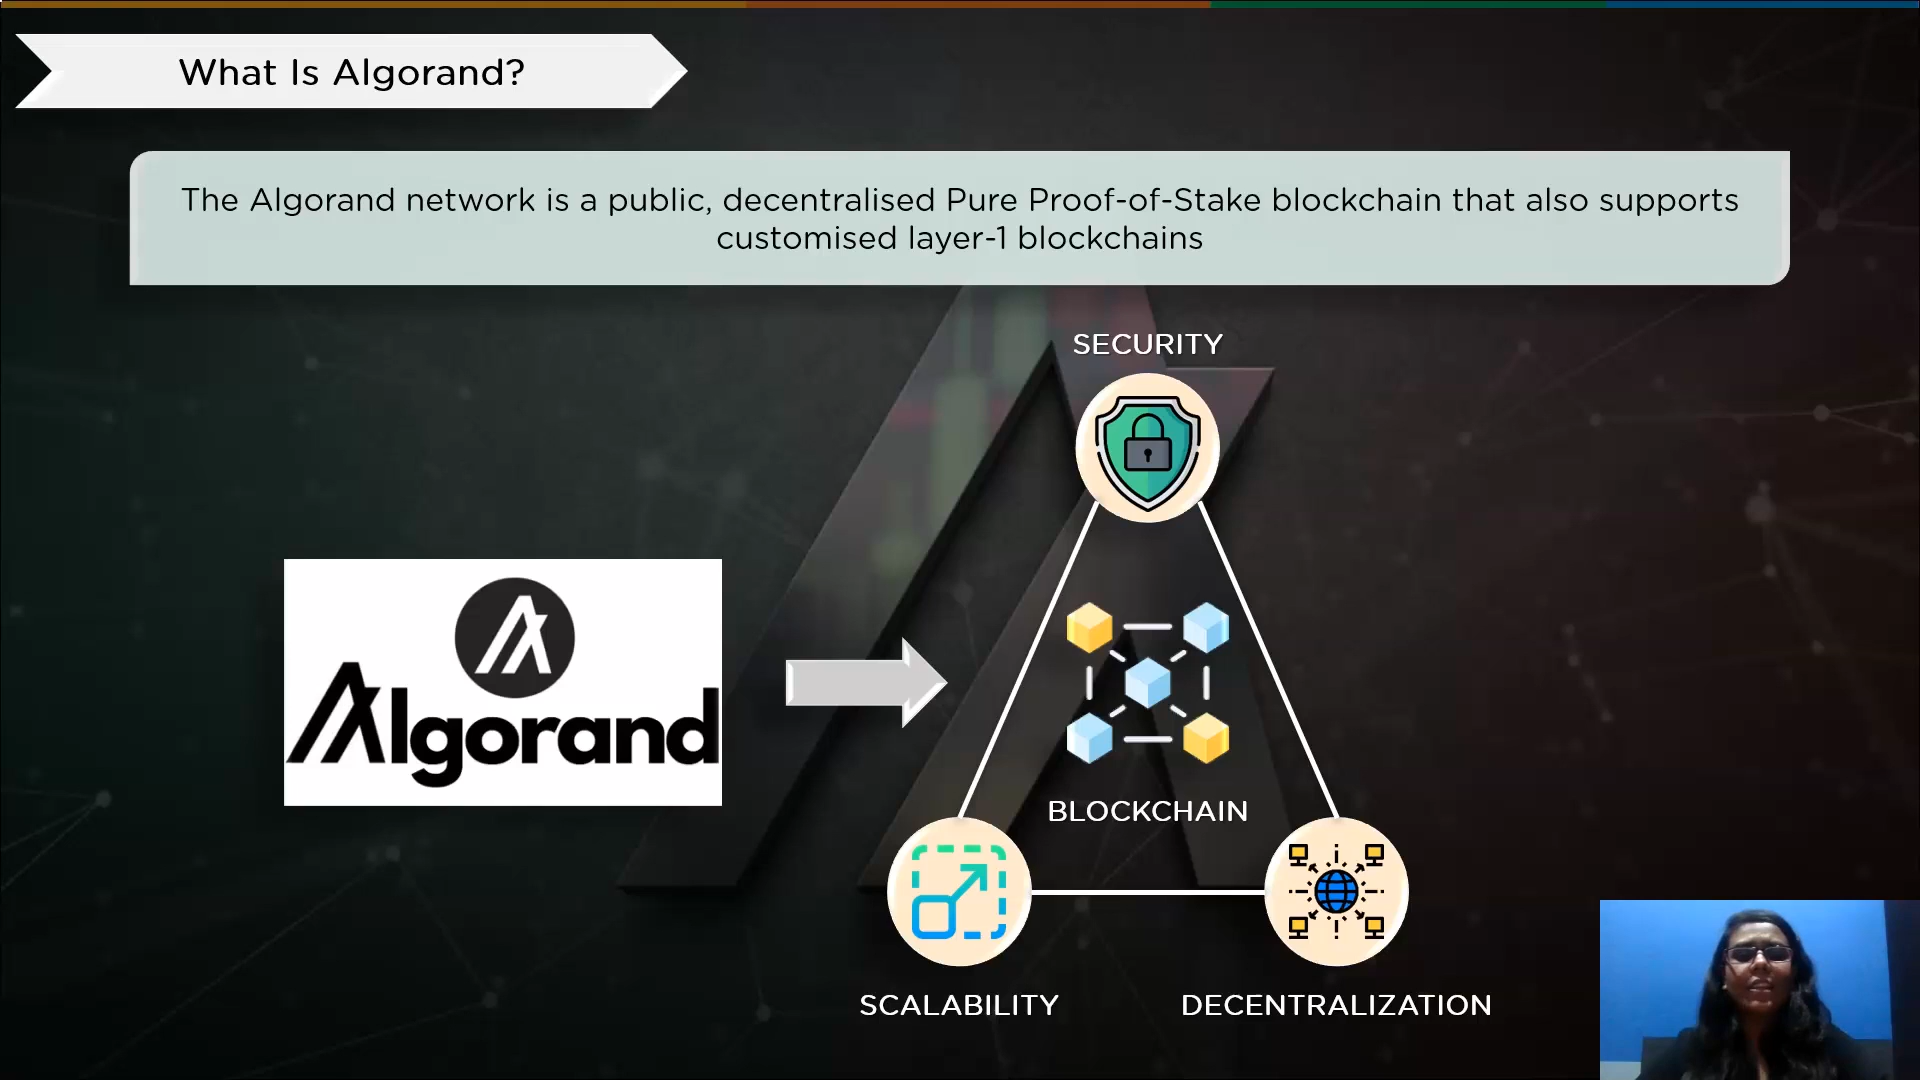 What Is Algorand?
The Algorand network is a public, decentralised Pure Proof-of-Stake blockchain that also supports
customised layer-1 blockchains
SECURITY
Algorand
BLOCKCHAIN
SCALABILITY
DECENTRALIZATION